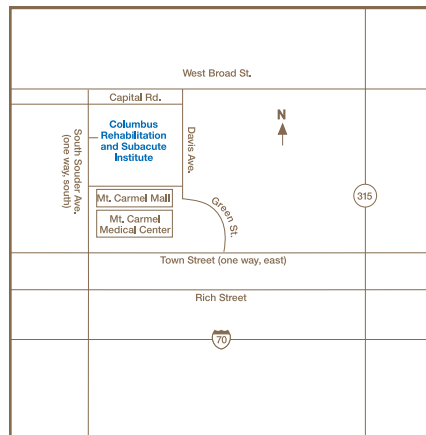 West Broad St.
Capital Rd.
Columbus
Rehabilitation
and Subacute
Institute
South Souder Ave.
(one way, south)
Davis Ave.
N
315
Mt. Carmel Mall
Mt. Carmel
Medical Center
Green St.
Town Street (one way, east)
Rich Street
70